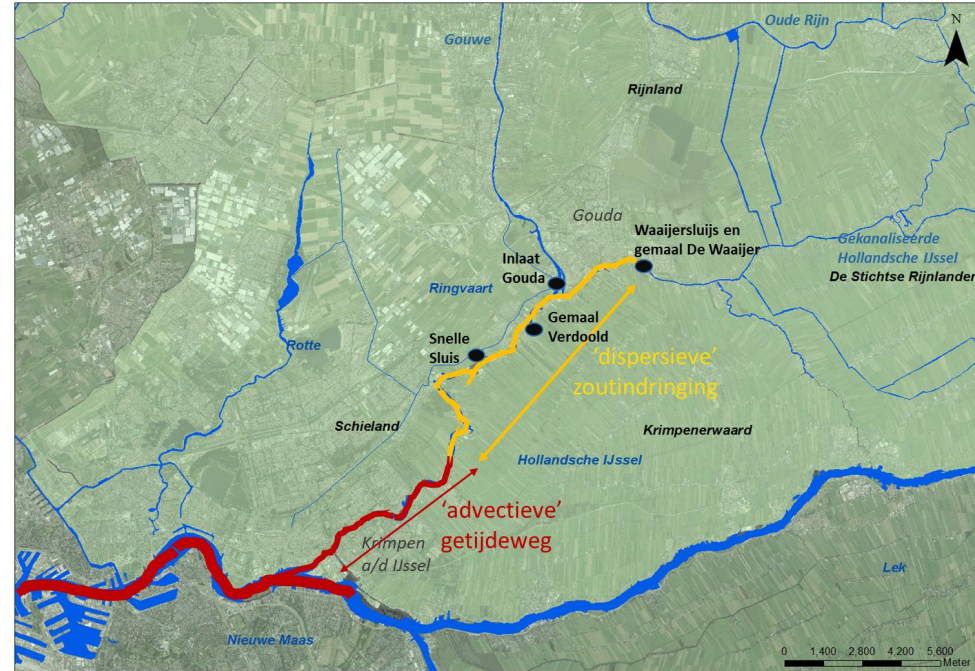 Oude Rijn
N
Gouwe
Rijnland
Gouda
Waaijersluijs en
gemaal De Waaijer
Gekanaliseerde
Hollandsche IJssel
De Stichtse Rijnlanden
Inlaat
Gouda
Ringvaart
Gemaal
Verdoold
Snelle
Sluis
Rotte
'dispersieve'
zoutindringing
Schieland
Krimpenerwaard
Hollandsche IJssel
'advectieve'
getijdeweg
Krimpen
a/d IJssel
Lek
Nieuwe Maas
0 1,400 2,800 4,200 5,600
Meter